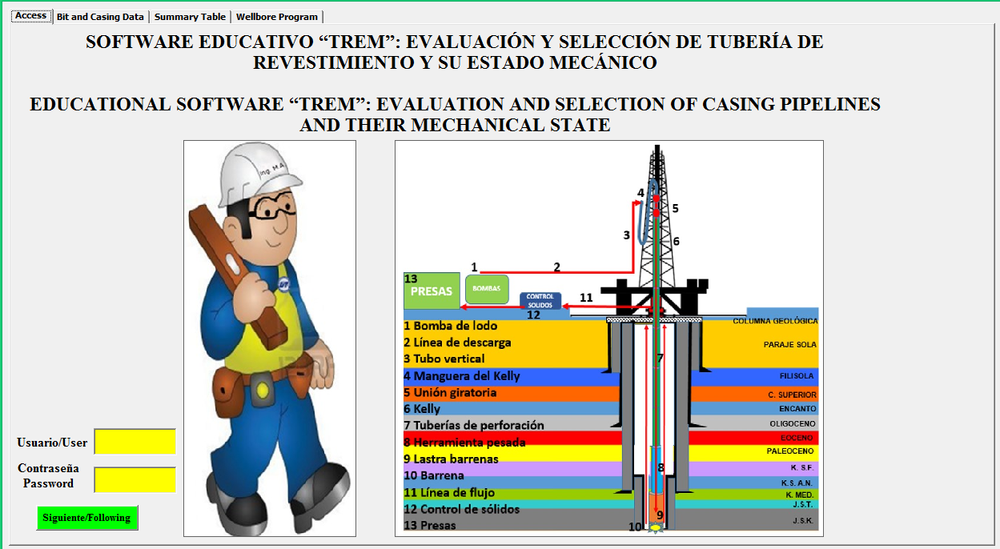 Access
Bit and Casing Data
Summary Table
Wellbore Program
SOFTWARE EDUCATIVO “TREM”: EVALUACIÓN Y SELECCIÓN DE TUBERÍA DE
REVESTIMIENTO Y SU ESTADO MECÁNICO
EDUCATIONAL SOFTWARE “TREM”: EVALUATION AND SELECTION OF CASING PIPELINES
AND THEIR MECHANICAL STATE
Ing. M.A.
Usuario/User
Contraseña
Password
Siguiente/Following
4
5
3
6
1
2
13
PRESAS
BOMBAS
CONTROL
SOLIDOS
11
12
1 Bomba de lodo
2 Línea de descarga
3 Tubo vertical
4 Manguera del Kelly
5 Unión giratoria
6 Kelly
7 Tuberías de perforación
8 Herramienta pesada
9 Lastra barrenas
10 Barrena
11 Línea de flujo
12 Control de sólidos
13 Presas
7
8
9
10
COLUMNA GEOLÓGICA
PARAJE SOLA
FILISOLA
C. SUPERIOR
ENCANTO
OLIGOCENO
EOCENO
PALEOCENO
K. S.F.
K.S. A.N.
K. MED.
J.S.T.
J.S.K.